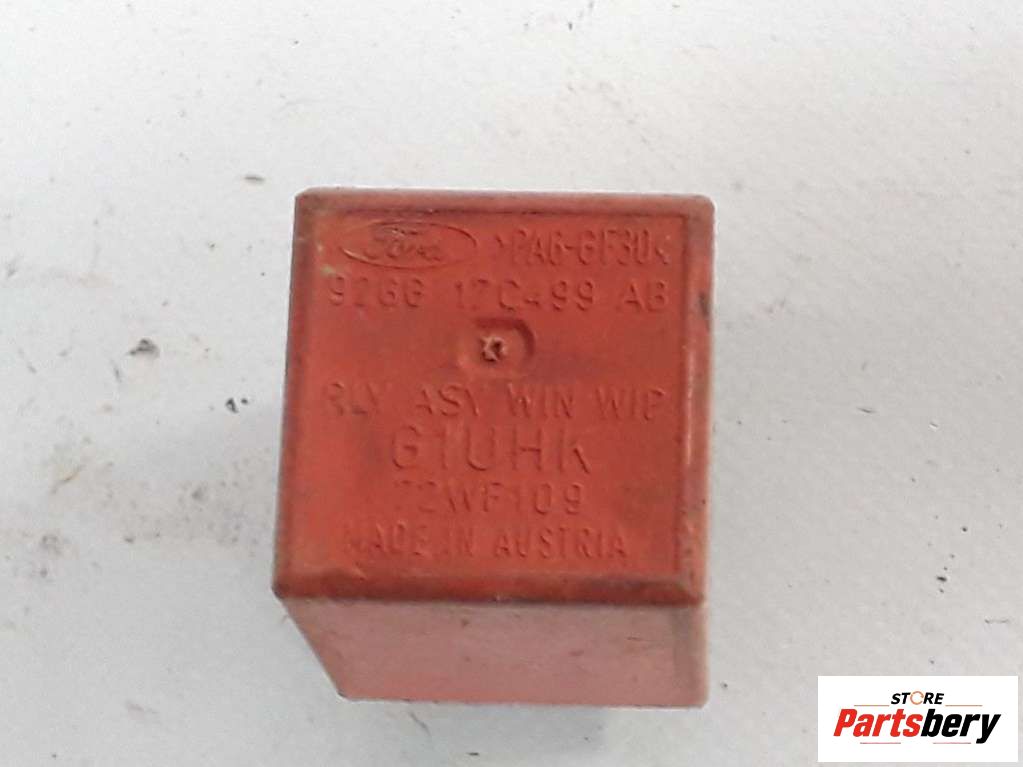 Ford >PA6-GF30<
92GG 17C499 AB
RLY ASY WIN WIP
G1UHK
72WF109
MADE IN AUSTRIA
STORE
Partsbery